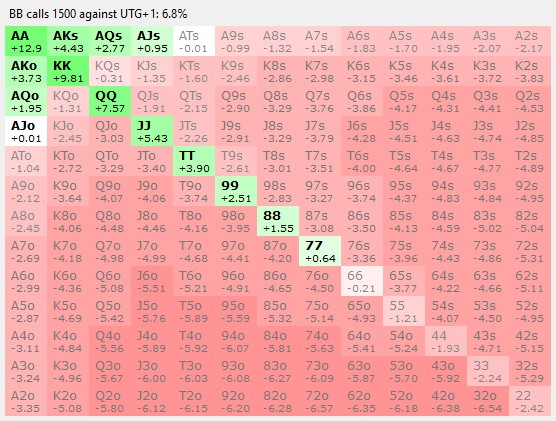 BB calls 1500 against UTG+1: 6.8%
AA AKs AQs AJs ATs A9s A8s A7s A6s A5s A4s A3s A2s
+12.9 +4.43 +2.77 +0.95 -0.01 -0.99 -1.32 -1.54 -1.83 -1.70 -1.95 -2.07 -2.17
AKo KK KQs KJs KTs K9s K8s K7s K6s K5s K4s K3s K2s
+3.73 +9.81 -0.31 -1.35 -1.60 -2.46 -2.86 -2.98 -3.15 -3.46 -3.61 -3.72 -3.83
AQo KQo QQ QJs QTs Q9s Q8s Q7s Q6s Q5s Q4s Q3s Q2s
+1.95 -1.31 +7.57 -1.91 -2.15 -2.90 -3.29 -3.76 -3.86 -4.17 -4.31 -4.41 -4.53
AJo KJo QJo JJ JTs J9s J8s J7s J6s J5s J4s J3s J2s
+0.01 -2.45 -3.03 +5.43 -2.26 -2.91 -3.29 -3.79 -4.28 -4.51 -4.63 -4.74 -4.85
ATo KTo QTo JTo TT T9s T8s T7s T6s T5s T4s T3s T2s
-1.04 -2.72 -3.29 -3.40 +3.90 -2.61 -3.01 -3.51 -4.00 -4.64 -4.67 -4.77 -4.89
A9o K9o Q9o J9o T9o 99 98s 97s 96s 95s 94s 93s 92s
-2.12 -3.64 -4.07 -4.06 -3.74 +2.51 -2.83 -3.27 -3.74 -4.37 -4.83 -4.84 -4.95
A8o K8o Q8o J8o T8o 98o 88 87s 86s 85s 84s 83s 82s
-2.45 -4.06 -4.48 -4.46 -4.16 -3.95 +1.55 -3.08 -3.50 -4.13 -4.59 -5.02 -5.04
A7o K7o Q7o J7o T7o 97o 87o 77 76s 75s 74s 73s 72s
-2.69 -4.18 -4.98 -4.99 -4.68 -4.41 -4.20 +0.64 -3.36 -3.96 -4.43 -4.86 -5.31
A6o K6o Q6o J6o T6o 96o 86o 76o 66 65s 64s 63s 62s
-2.99 -4.36 -5.08 -5.51 -5.21 -4.91 -4.65 -4.50 -0.21 -3.77 -4.22 -4.66 -5.11
A5o K5o Q5o J5o T5o 95o 85o 75o 65o 55 54s 53s 52s
-2.87 -4.69 -5.42 -5.76 -5.89 -5.59 -5.32 -5.14 -4.93 -1.21 -4.07 -4.50 -4.95
A4o K4o Q4o J4o T4o 94o 84o 74o 64o 54o 44 43s 42s
-3.11 -4.84 -5.56 -5.89 -5.92 -6.07 -5.81 -5.63 -5.41 -5.24 -1.93 -4.71 -5.15
A3o K3o Q3o J3o T3o 93o 83o 73o 63o 53o 43o 33 32s
-3.24 -4.96 -5.67 -6.00 -6.03 -6.08 -6.27 -6.09 -5.87 -5.70 -5.92 -2.24 -5.29
A2o K2o Q2o J2o T2o 92o 82o 72o 62o 52o 42o 32o 22
-3.35 -5.08 -5.80 -6.12 -6.15 -6.20 -6.28 -6.57 -6.35 -6.18 -6.38 -6.54 -2.42